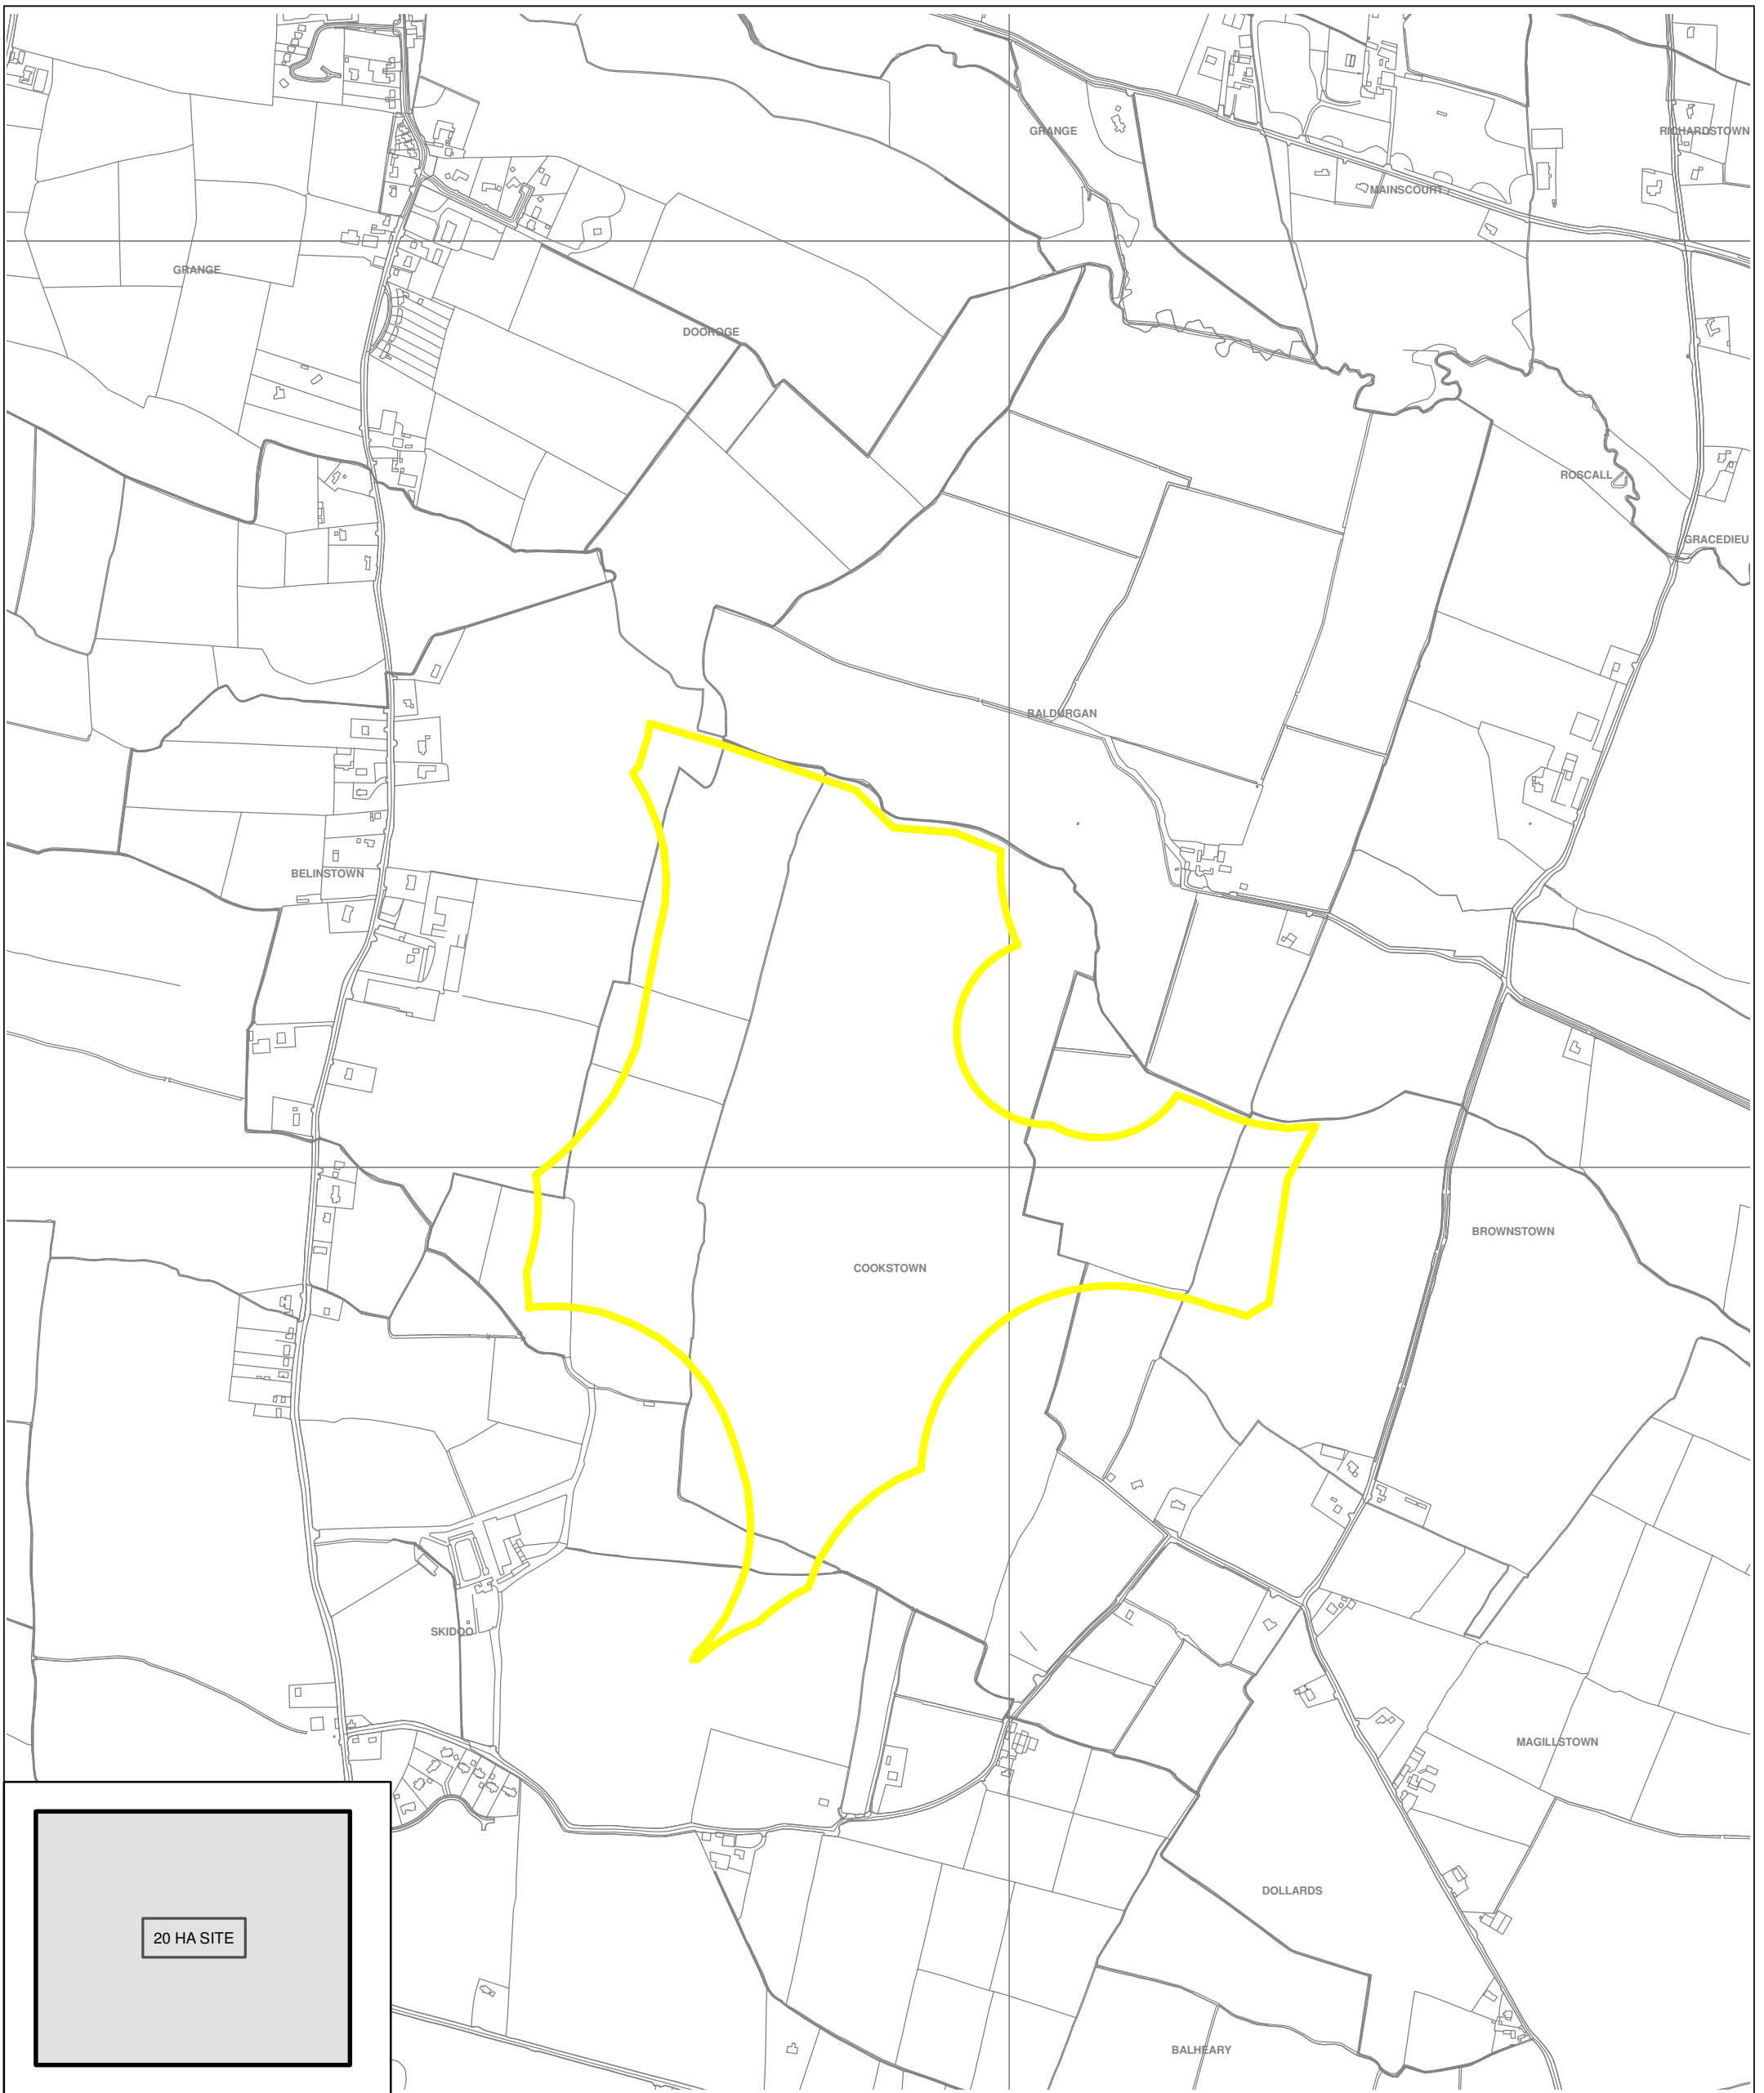 GRANGE
RICHARDSTOWN
MAINSCOURT
GRANGE
DOOROGE
ROSCALL
GRACEDIEU
BALDURGAN
BELINSTOWN
BROWNSTOWN
COOKSTOWN
SKIDOO
MAGILLSTOWN
DOLLARDS
20 HA SITE
BALHEARY